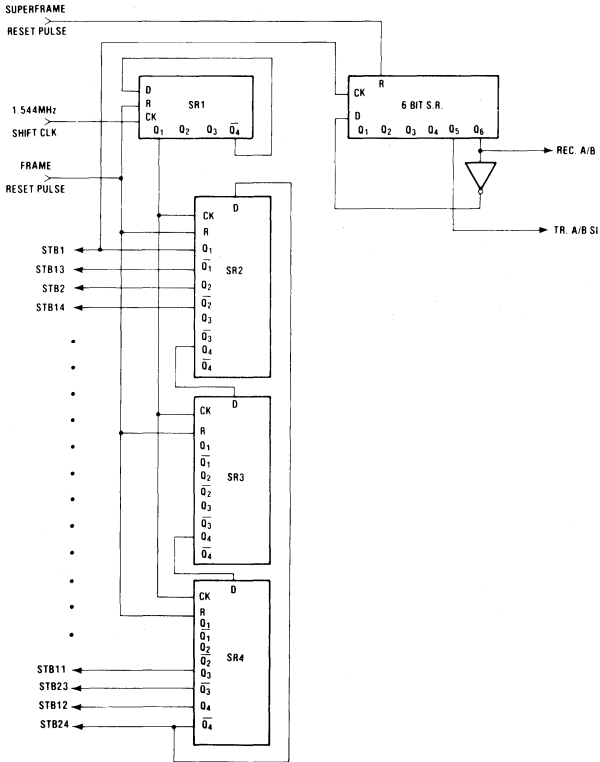 SUPERFRAME
RESET PULSE
D
R
CK
SR1
Q1 Q2 Q3 Q̅4
1.544MHz
SHIFT CLK
FRAME
RESET PULSE
R
CK
D
6 BIT S.R.
Q1 Q2 Q3 Q4 Q5 Q6
REC. A/B
TR. A/B SI
D
CK
R
Q1
Q̅1
Q2
Q̅2
Q3
Q̅3
Q4
Q̅4
SR2
STB1
STB13
STB2
STB14
D
CK
R
Q1
Q̅1
Q2
Q̅2
Q3
Q̅3
Q4
Q̅4
SR3
D
CK
R
Q1
Q̅1
Q2
Q̅2
Q3
Q̅3
Q4
Q̅4
SR4
STB11
STB23
STB12
STB24